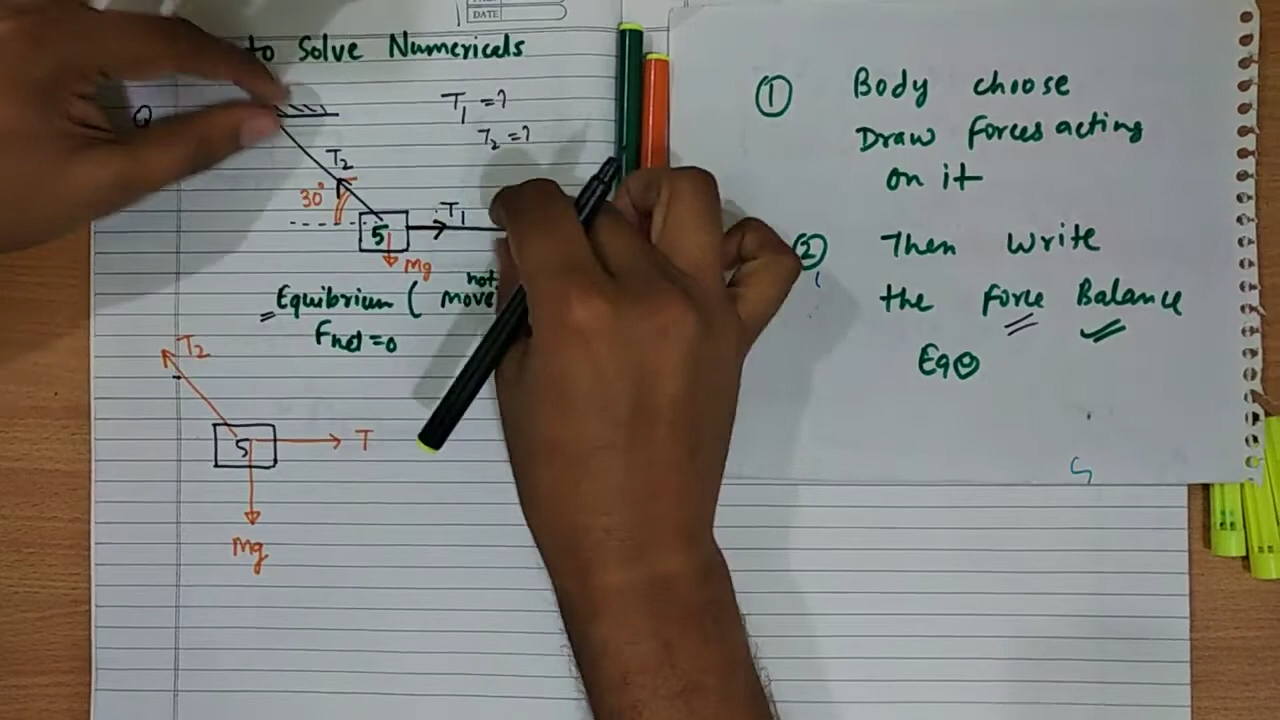 DATE
to Solve Numericals
Q
T1 = ?
T2 = ?
T2
30°
5
T1
Mg
Equibrium ( not move
Fnet = 0
T2
5
T
Mg
① Body choose
Draw forces acting
on it
② Then write
the force Balance
Eq